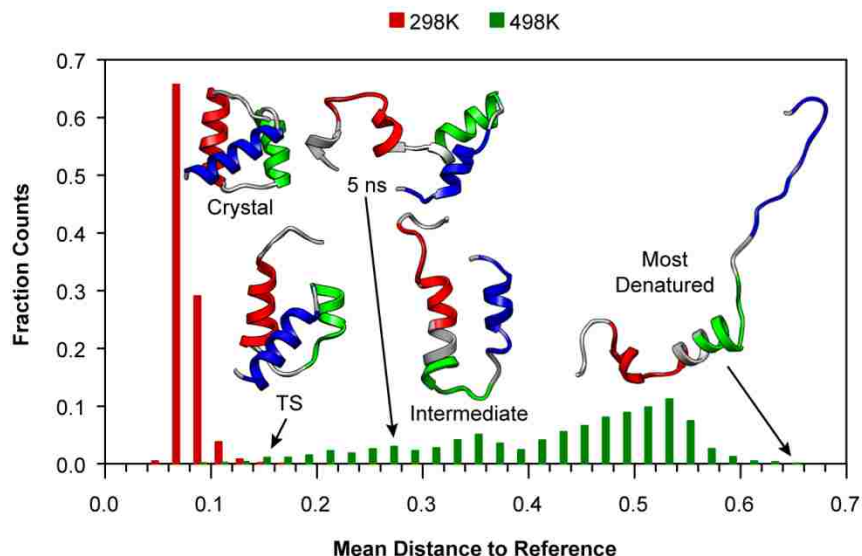 298K 498K
0.7
0.6
0.5
0.4
0.3
0.2
0.1
0.0
Fraction Counts
Crystal
5 ns
TS
Intermediate
Most
Denatured
0.0 0.1 0.2 0.3 0.4 0.5 0.6 0.7
Mean Distance to Reference